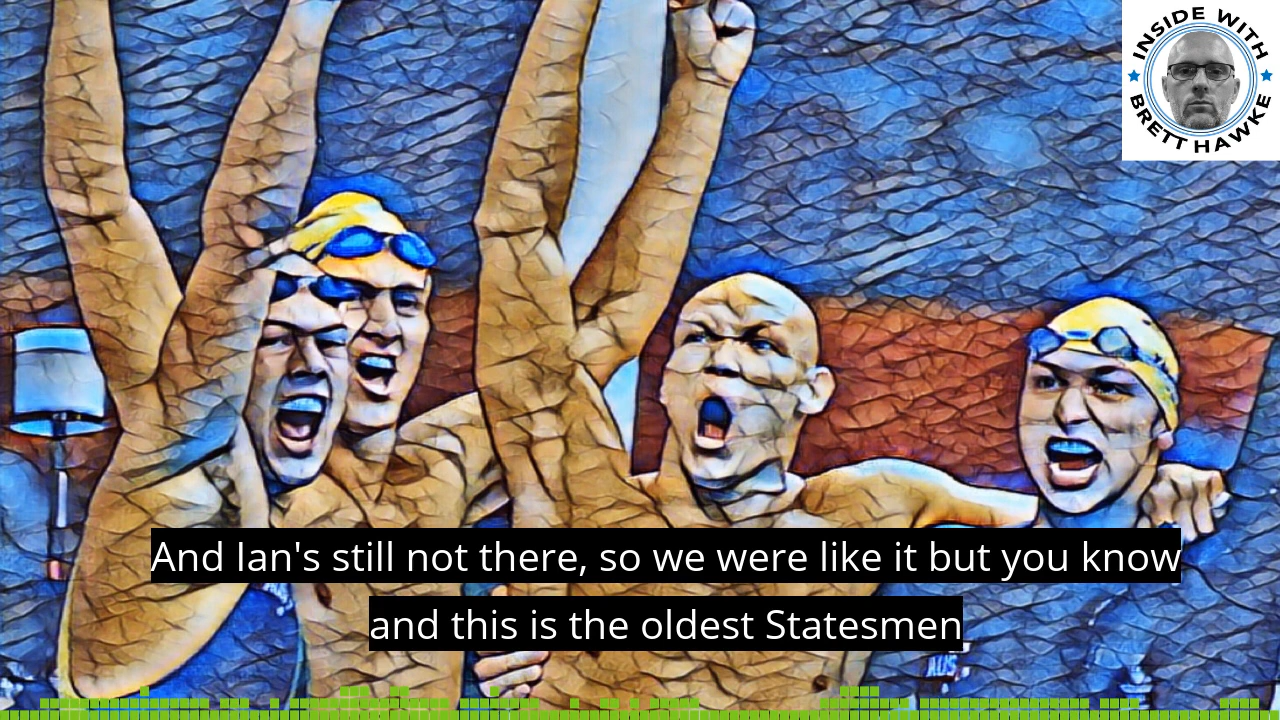 INSIDE WITH
BRETT HAWKE
And Ian's still not there, so we were like it but you know
and this is the oldest Statesmen
AUS